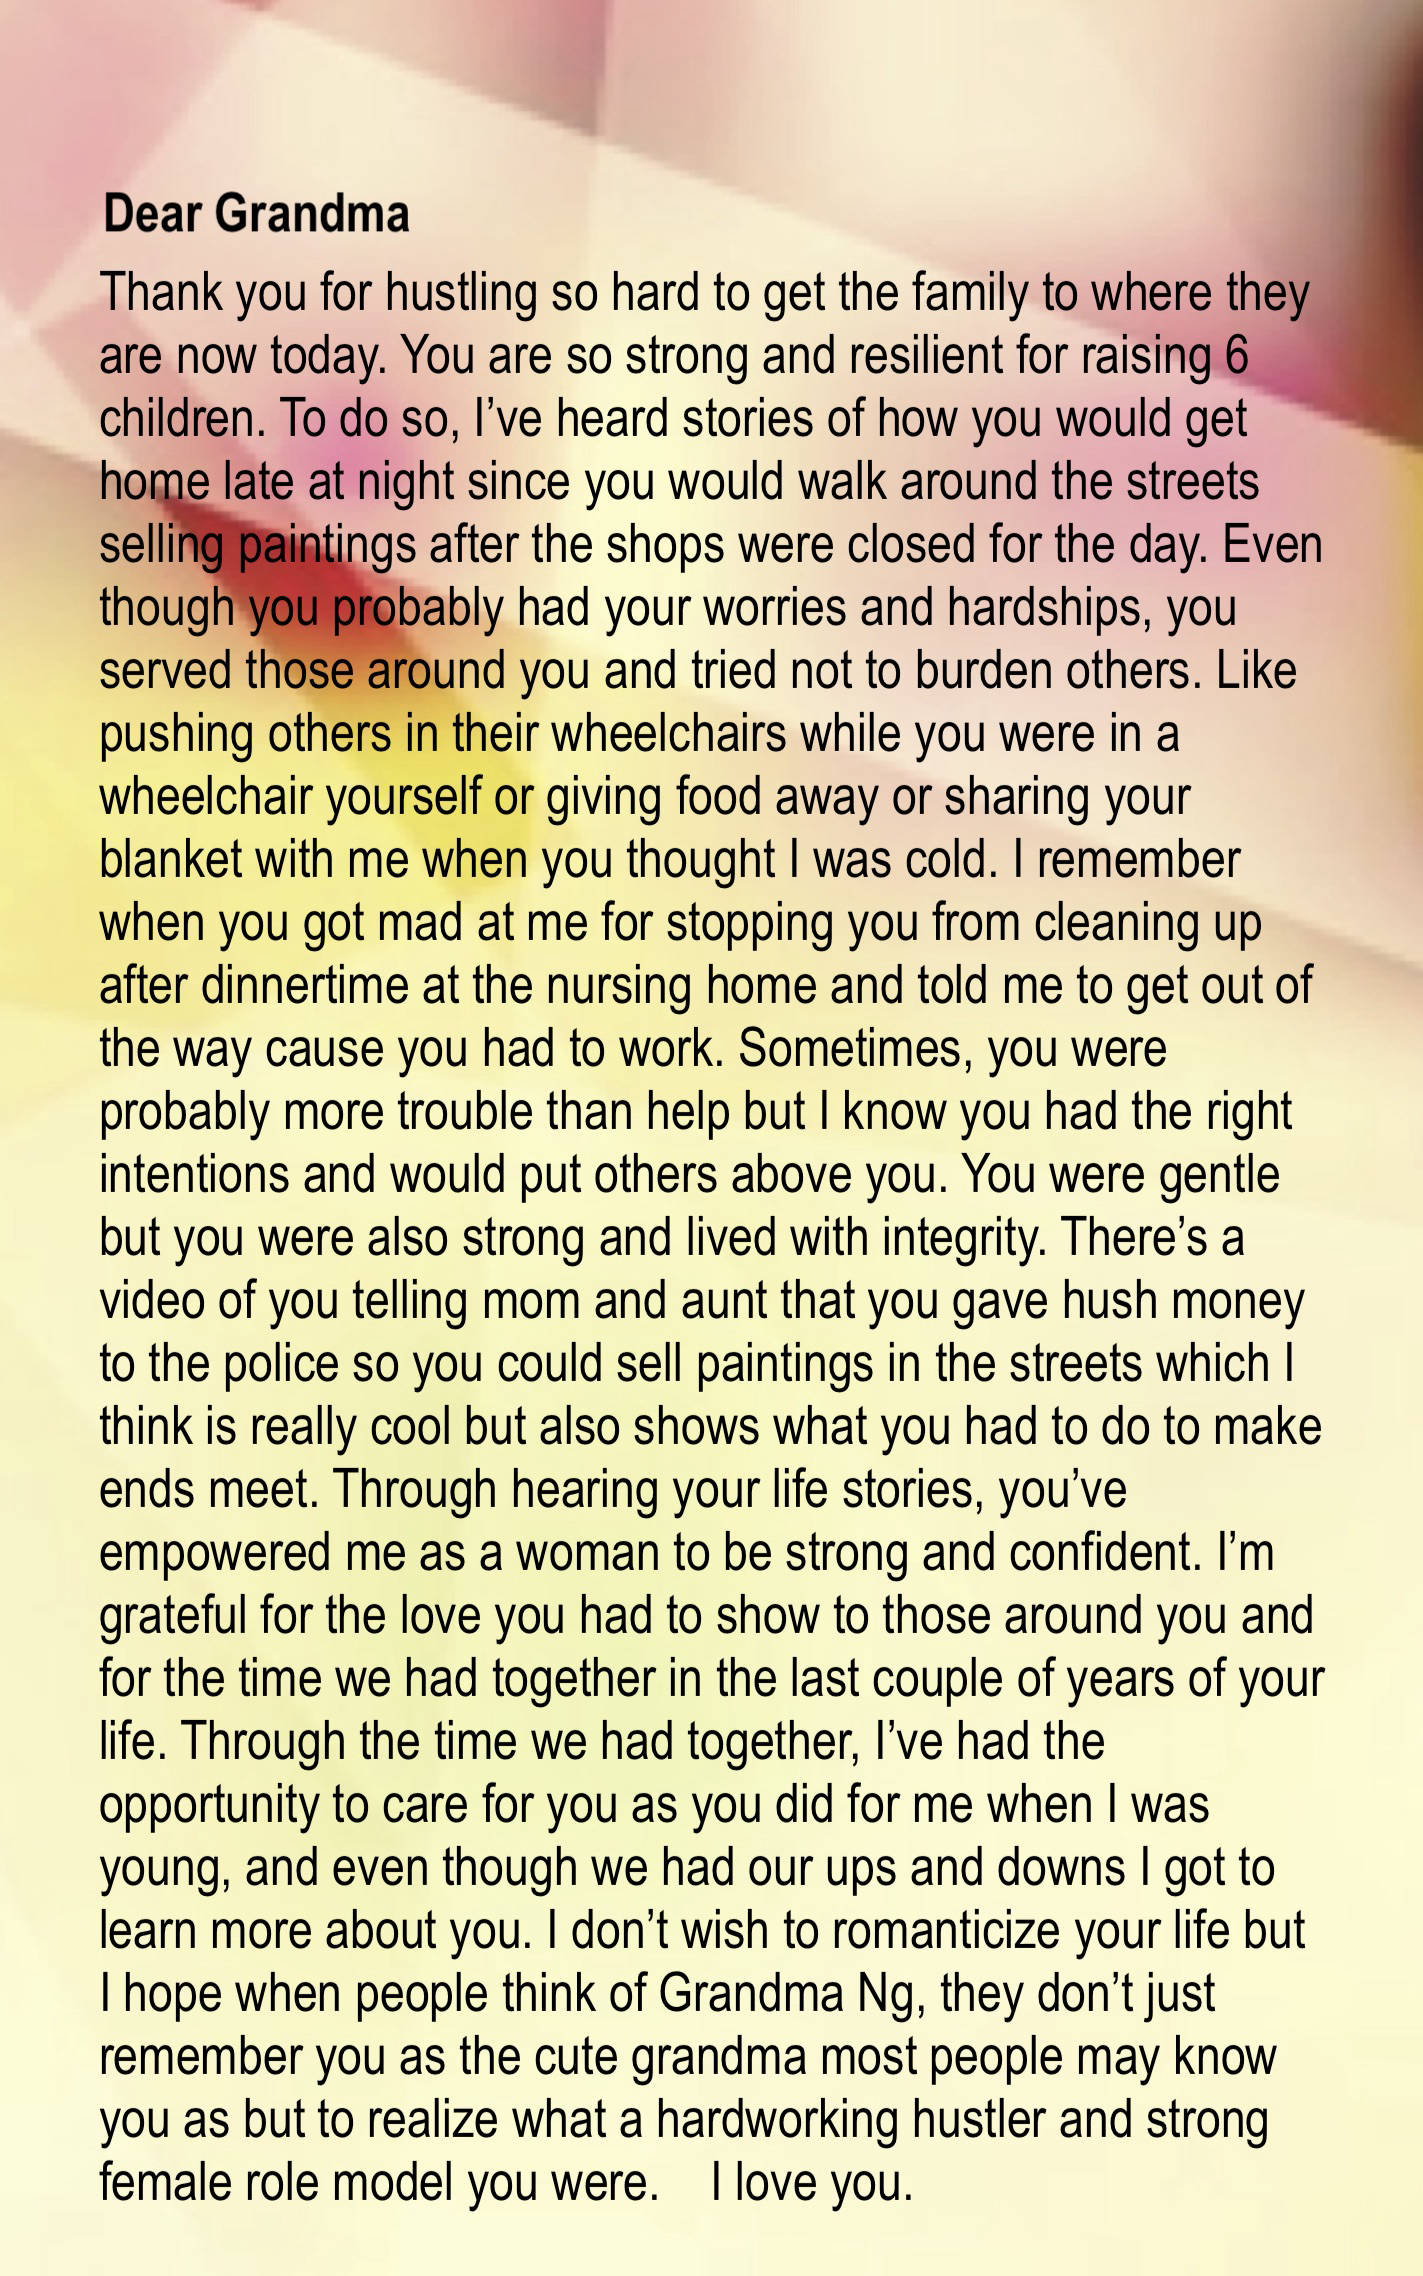 Dear Grandma
Thank you for hustling so hard to get the family to where they
are now today. You are so strong and resilient for raising 6
children. To do so, I’ve heard stories of how you would get
home late at night since you would walk around the streets
selling paintings after the shops were closed for the day. Even
though you probably had your worries and hardships, you
served those around you and tried not to burden others. Like
pushing others in their wheelchairs while you were in a
wheelchair yourself or giving food away or sharing your
blanket with me when you thought I was cold. I remember
when you got mad at me for stopping you from cleaning up
after dinnertime at the nursing home and told me to get out of
the way cause you had to work. Sometimes, you were
probably more trouble than help but I know you had the right
intentions and would put others above you. You were gentle
but you were also strong and lived with integrity. There’s a
video of you telling mom and aunt that you gave hush money
to the police so you could sell paintings in the streets which I
think is really cool but also shows what you had to do to make
ends meet. Through hearing your life stories, you’ve
empowered me as a woman to be strong and confident. I’m
grateful for the love you had to show to those around you and
for the time we had together in the last couple of years of your
life. Through the time we had together, I’ve had the
opportunity to care for you as you did for me when I was
young, and even though we had our ups and downs I got to
learn more about you. I don’t wish to romanticize your life but
I hope when people think of Grandma Ng, they don’t just
remember you as the cute grandma most people may know
you as but to realize what a hardworking hustler and strong
female role model you were.    I love you.